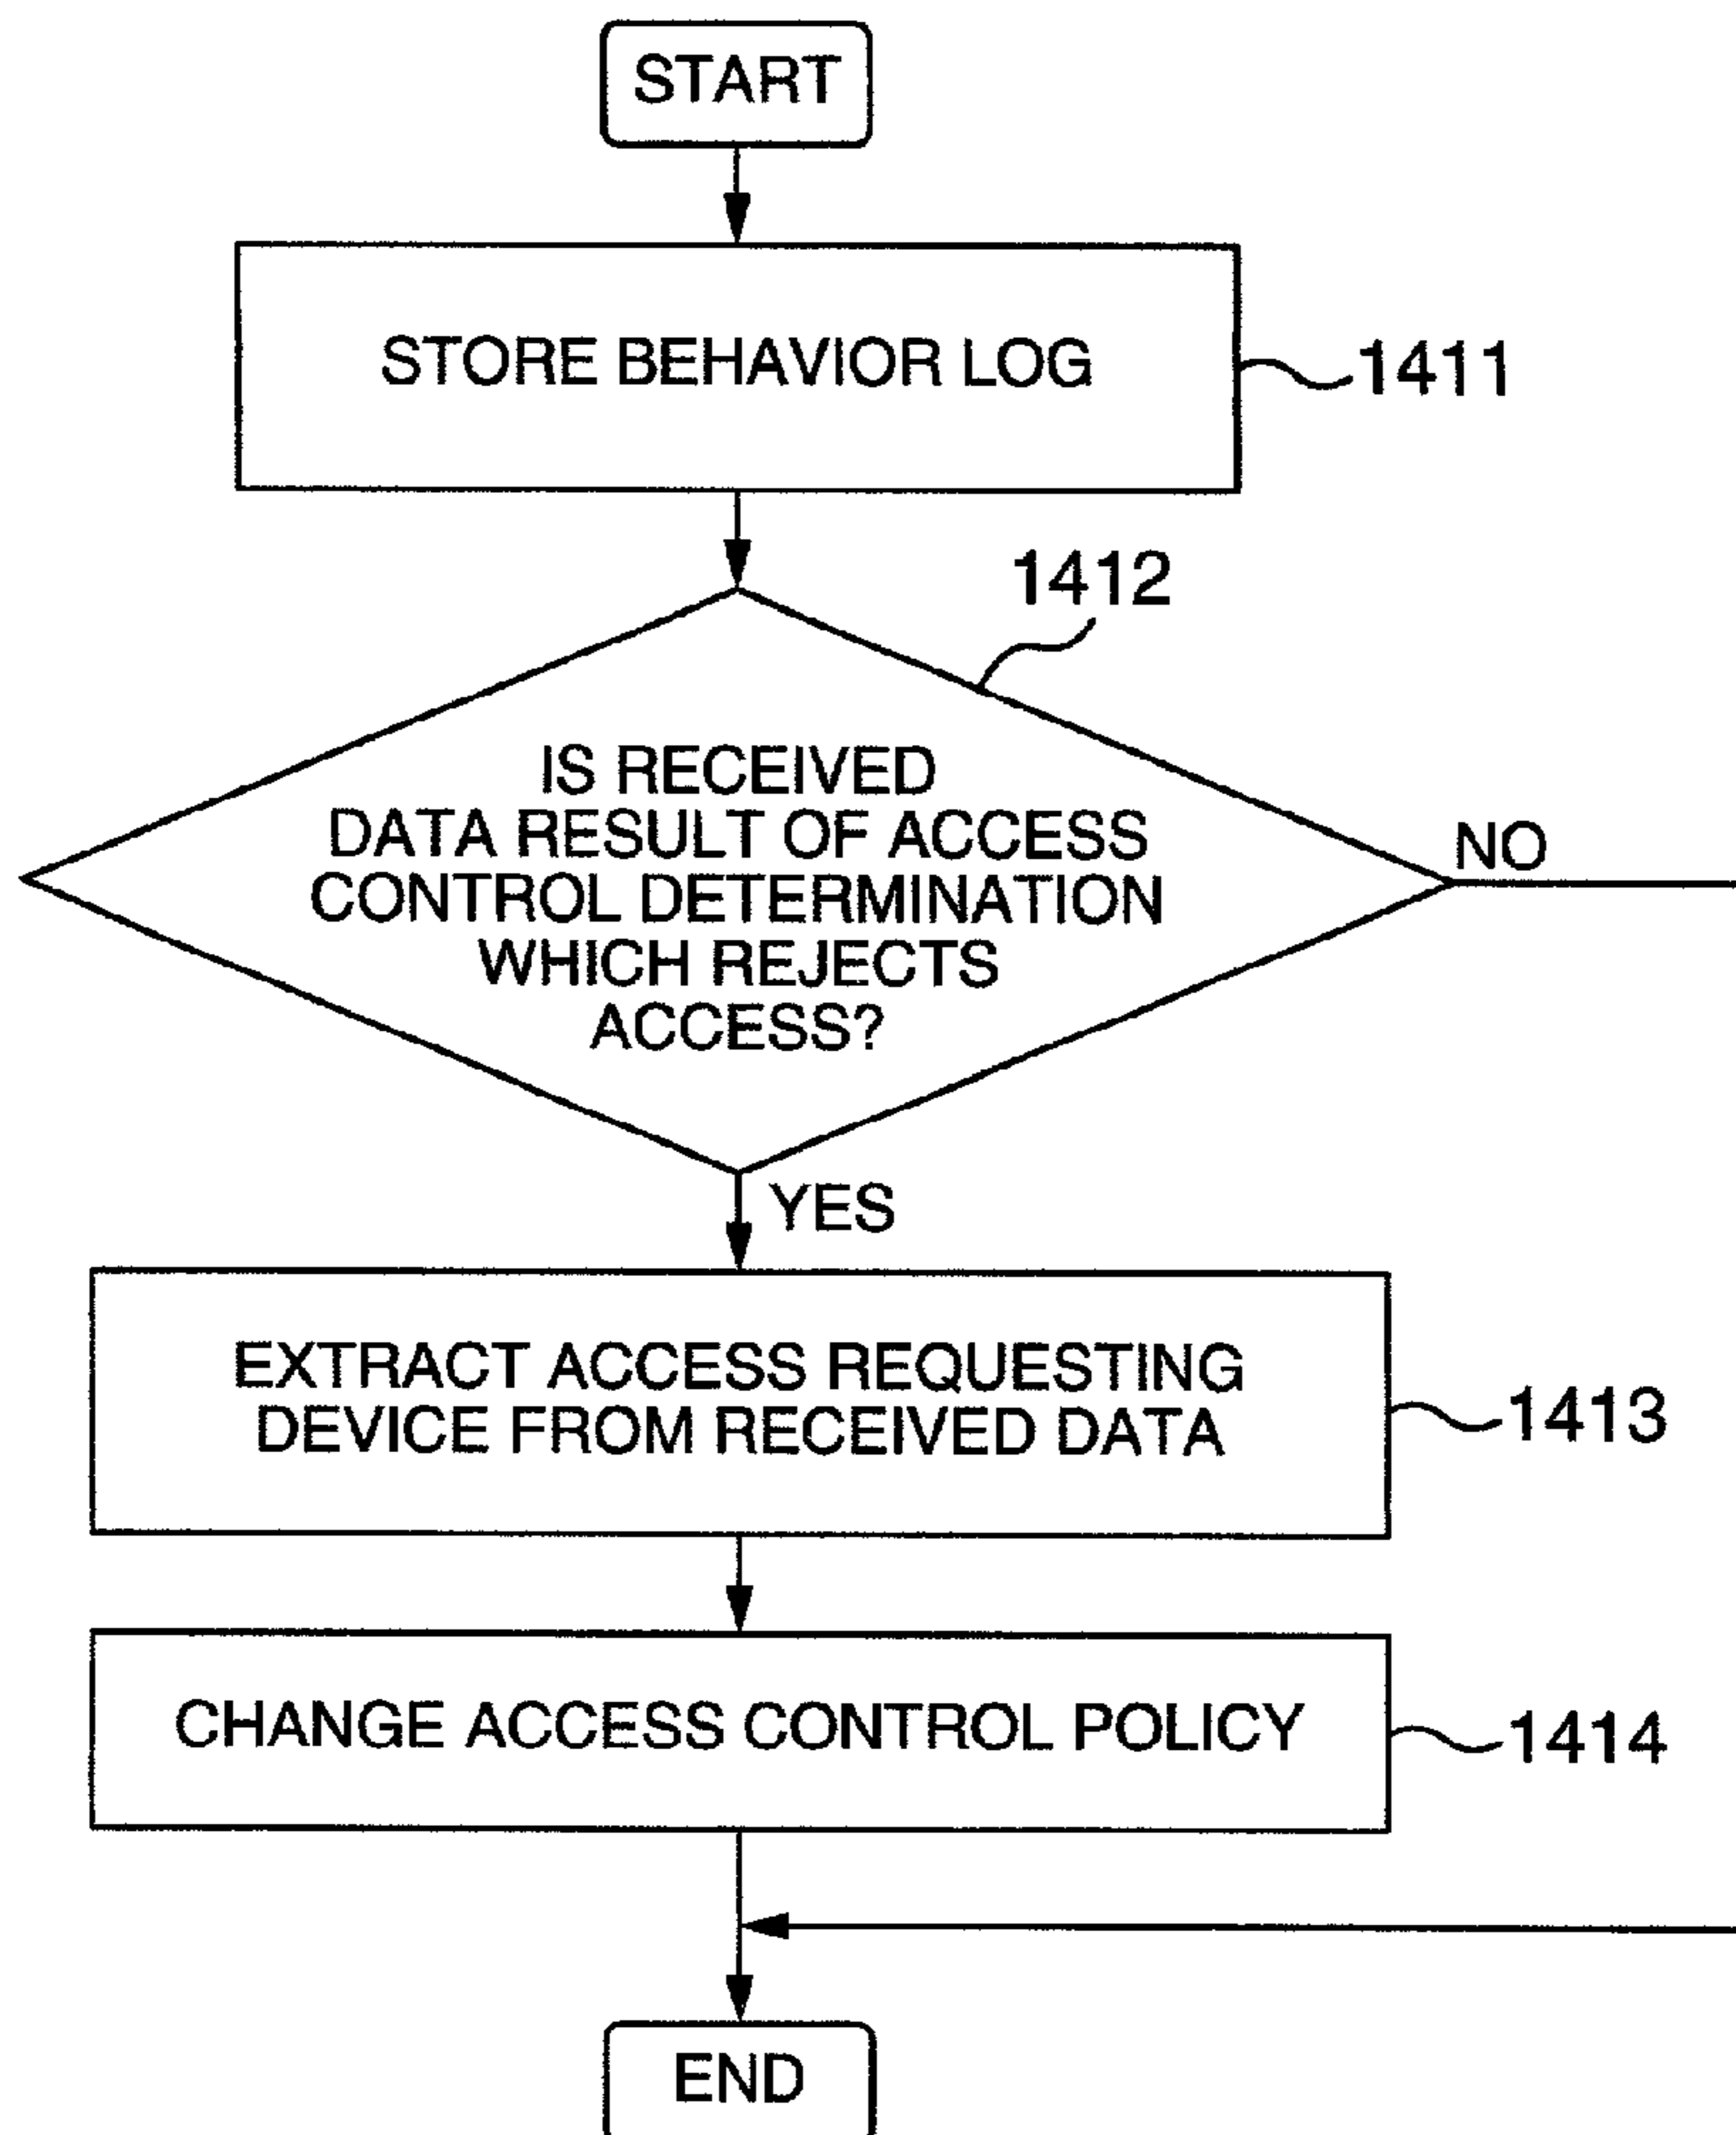 START
STORE BEHAVIOR LOG
1411
1412
IS RECEIVED
DATA RESULT OF ACCESS
CONTROL DETERMINATION
WHICH REJECTS
ACCESS?
NO
YES
EXTRACT ACCESS REQUESTING
DEVICE FROM RECEIVED DATA
1413
CHANGE ACCESS CONTROL POLICY
1414
END